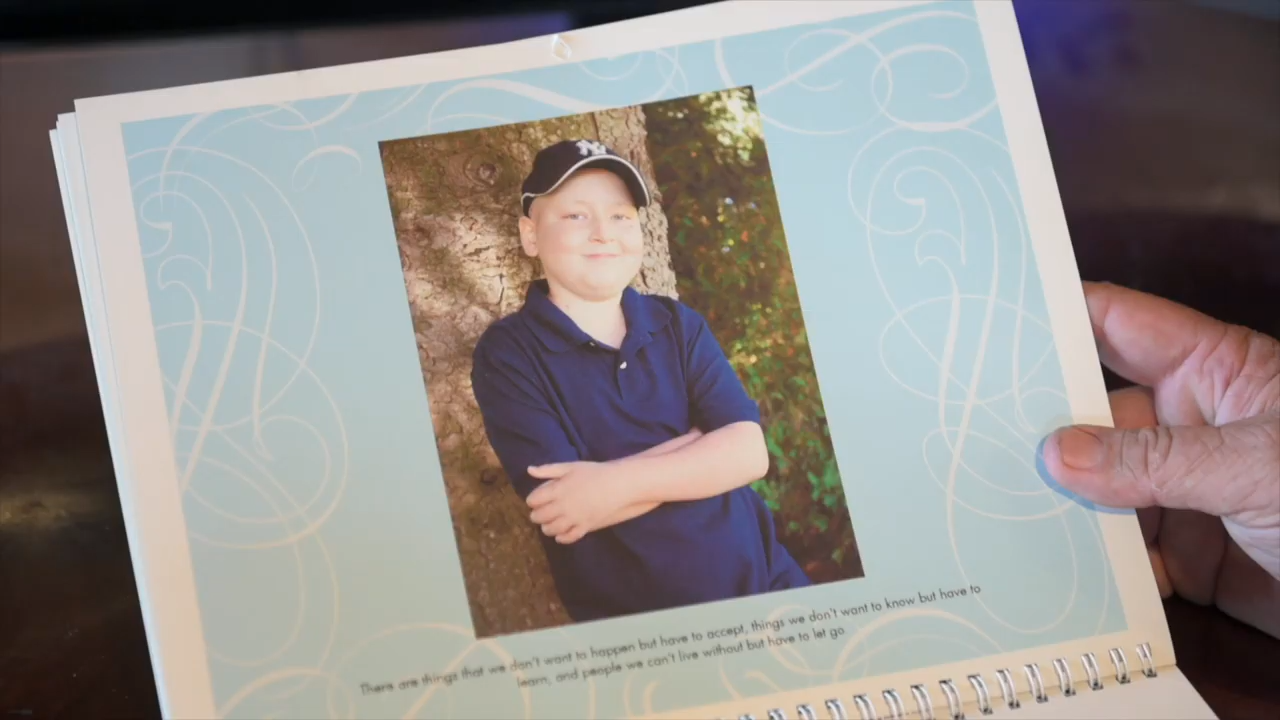 NY
There are things that we don't want to happen but have to accept, things we don't want to know but have to
learn, and people we can't live without but have to let go.